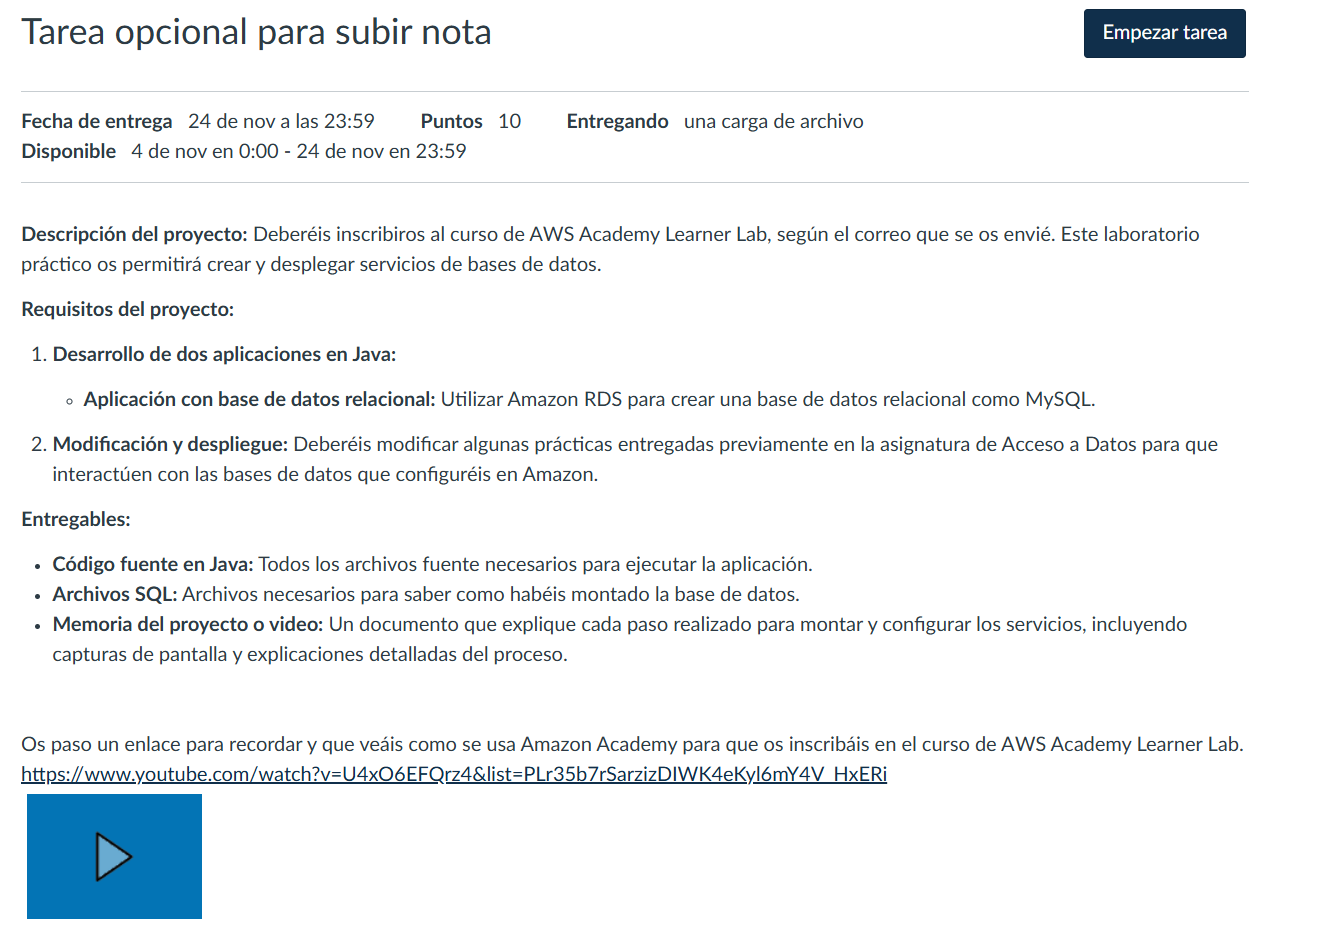 Tarea opcional para subir nota
Empezar tarea
Fecha de entrega 24 de nov a las 23:59 Puntos 10 Entregando una carga de archivo
Disponible 4 de nov en 0:00 - 24 de nov en 23:59
Descripción del proyecto: Deberéis inscribiros al curso de AWS Academy Learner Lab, según el correo que se os envié. Este laboratorio
práctico os permitirá crear y desplegar servicios de bases de datos.
Requisitos del proyecto:
1. Desarrollo de dos aplicaciones en Java:
◦ Aplicación con base de datos relacional: Utilizar Amazon RDS para crear una base de datos relacional como MySQL.
2. Modificación y despliegue: Deberéis modificar algunas prácticas entregadas previamente en la asignatura de Acceso a Datos para que
interactúen con las bases de datos que configuréis en Amazon.
Entregables:
• Código fuente en Java: Todos los archivos fuente necesarios para ejecutar la aplicación.
• Archivos SQL: Archivos necesarios para saber como habéis montado la base de datos.
• Memoria del proyecto o video: Un documento que explique cada paso realizado para montar y configurar los servicios, incluyendo
capturas de pantalla y explicaciones detalladas del proceso.
Os paso un enlace para recordar y que veáis como se usa Amazon Academy para que os inscribáis en el curso de AWS Academy Learner Lab.
https://www.youtube.com/watch?v=U4xO6EFQrz4&list=PLr35b7rSarzizDIWK4eKyl6mY4V_HxERi